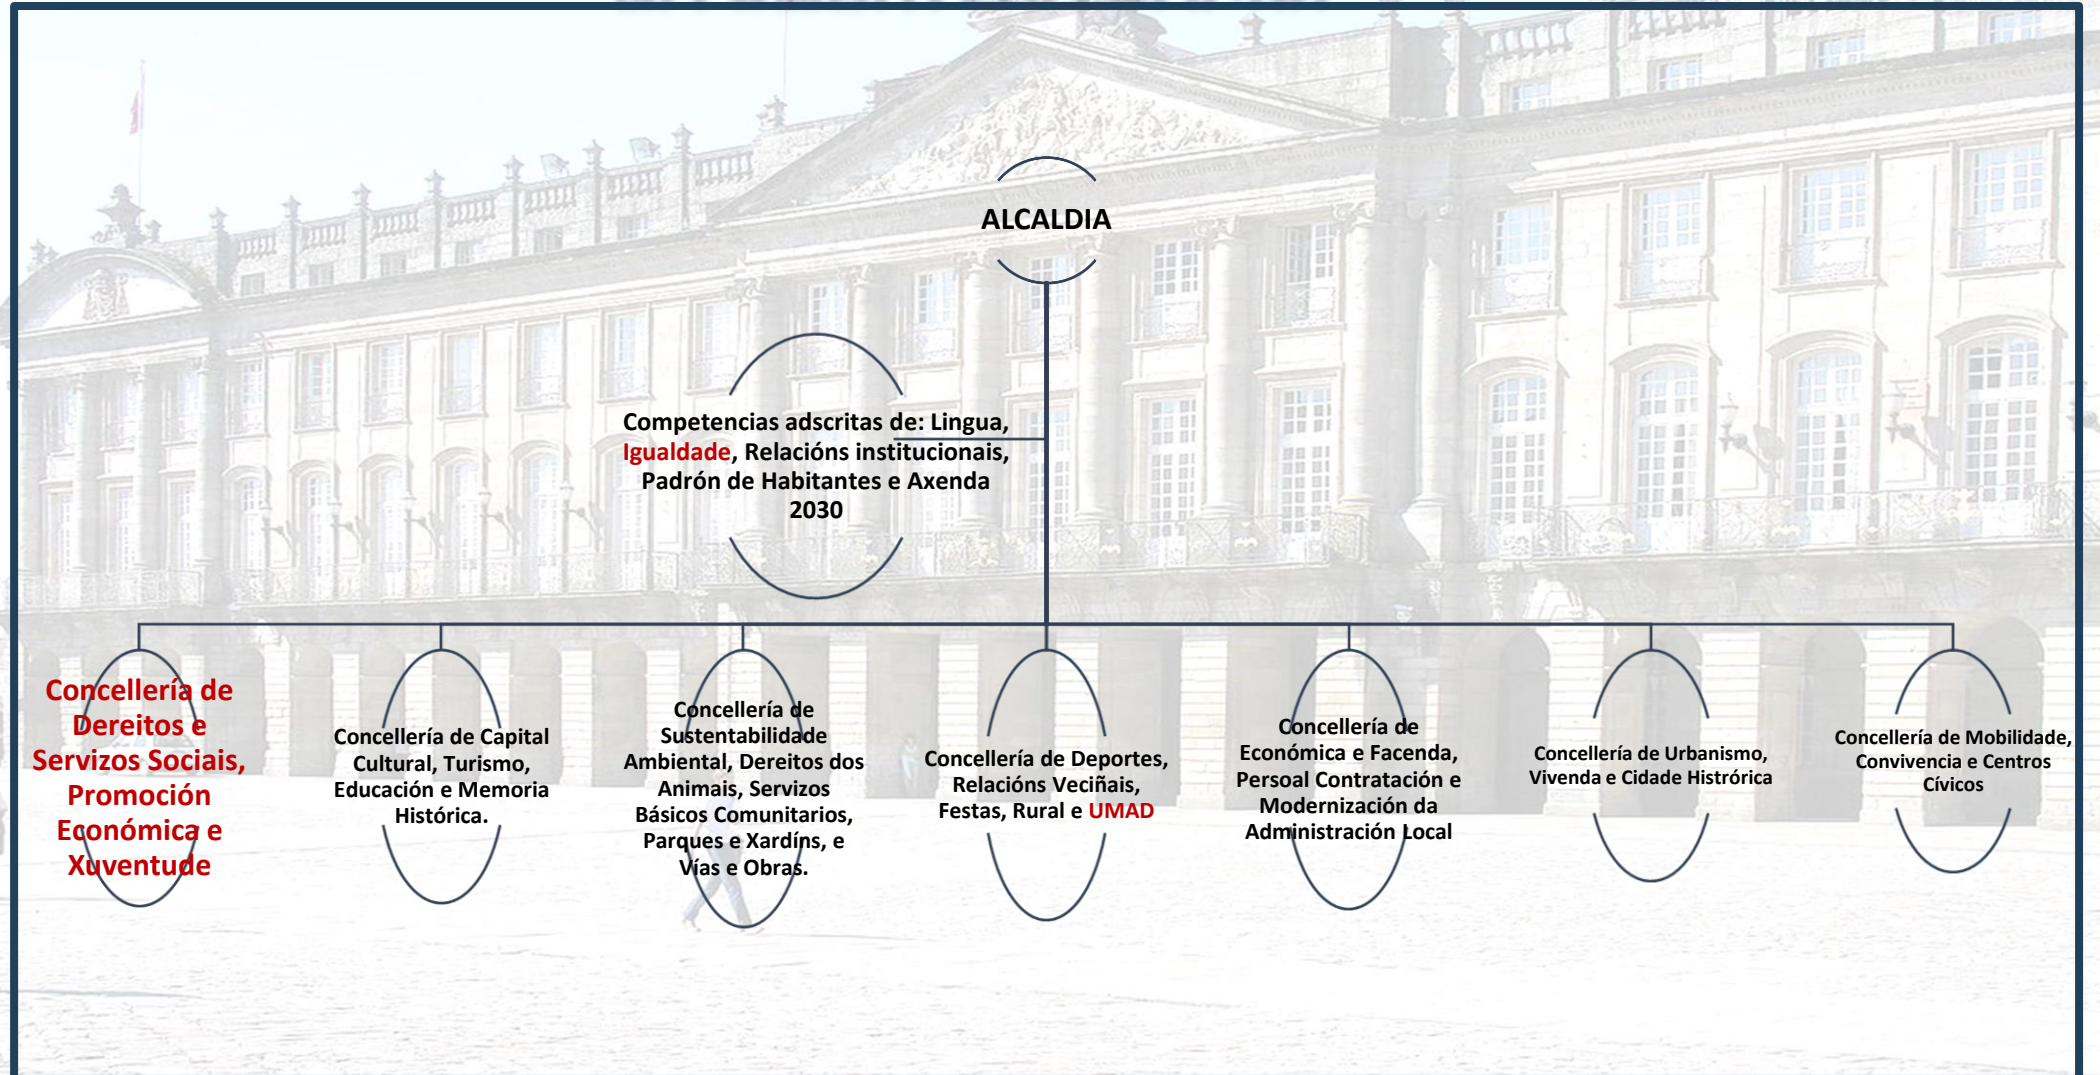 ALCALDIA
Competencias adscritas de: Lingua,
Igualdade, Relacións institucionais,
Padrón de Habitantes e Axenda
2030
Concellería de
Dereitos e
Servizos Sociais,
Promoción
Económica e
Xuventude
Concellería de Capital
Cultural, Turismo,
Educación e Memoria
Histórica.
Concellería de
Sustentabilidade
Ambiental, Dereitos dos
Animais, Servizos
Básicos Comunitarios,
Parques e Xardíns, e
Vías e Obras.
Concellería de Deportes,
Relacións Veciñais,
Festas, Rural e UMAD
Concellería de
Económica e Facenda,
Persoal Contratación e
Modernización da
Administración Local
Concellería de Urbanismo,
Vivenda e Cidade Histrórica
Concellería de Mobilidade,
Convivencia e Centros
Cívicos